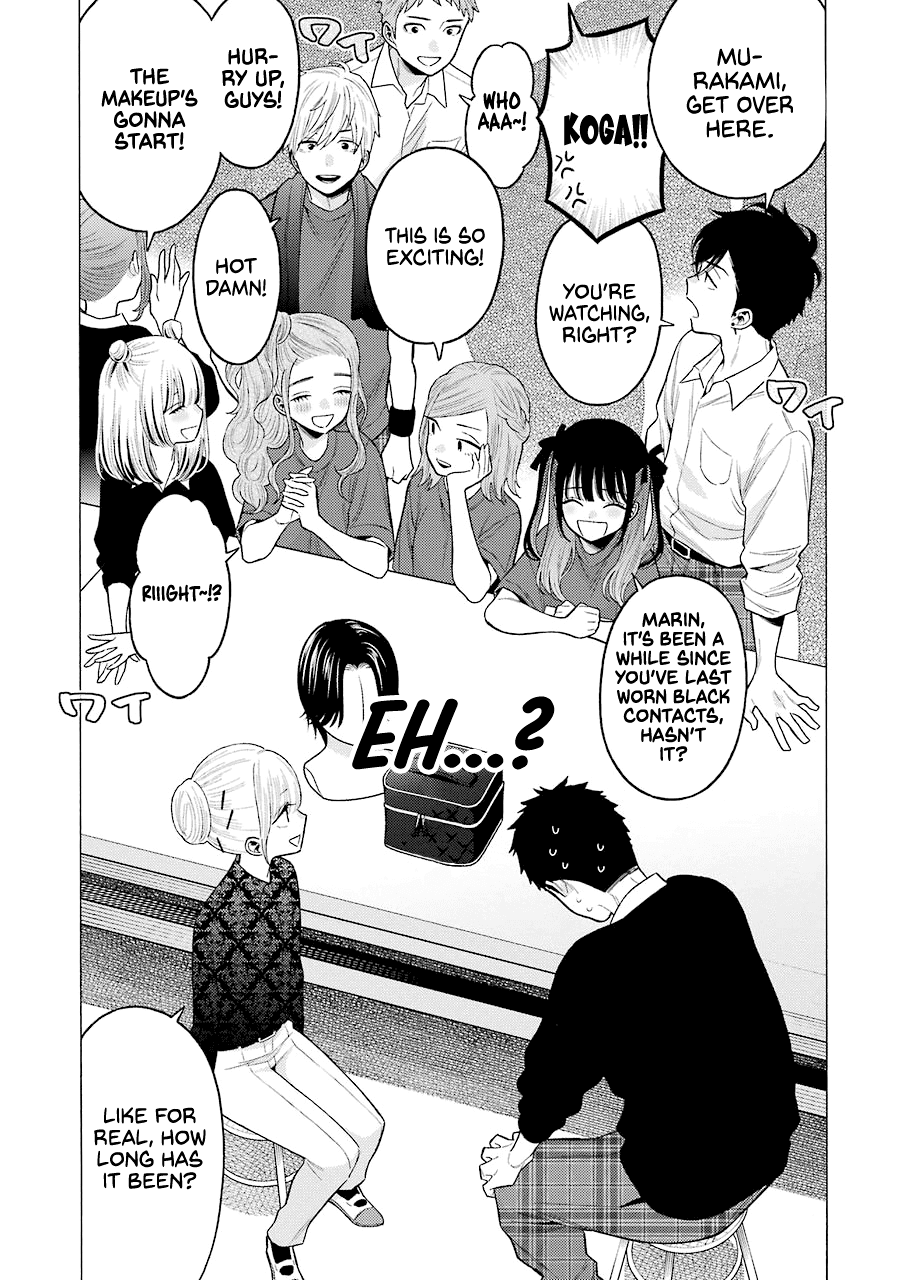 MU-
RAKAMI,
GET OVER
HERE.
KOGA!!
WHO
AAA~!
ワイ
HUR-
RY UP,
GUYS!
THE
MAKEUP'S
GONNA
START!
YOU'RE
WATCHING,
RIGHT?
THIS IS SO
EXCITING!
HOT
DAMN!
ワイ
RIIIGHT~!?
MARIN,
IT'S BEEN A
WHILE SINCE
YOU'VE LAST
WORN BLACK
CONTACTS,
HASN'T
IT?
ワイ
EH...?
LIKE FOR
REAL, HOW
LONG HAS
IT BEEN?